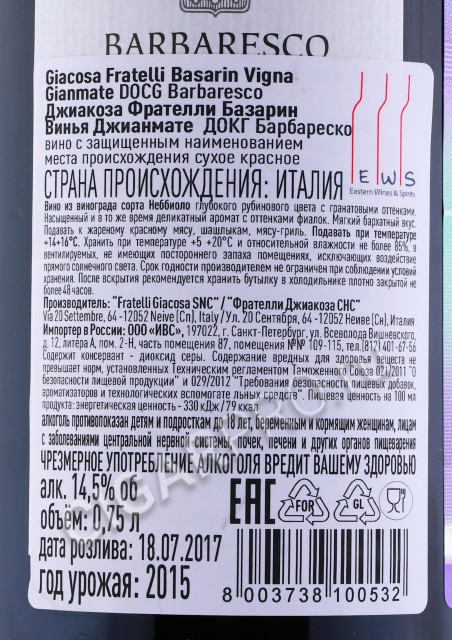 BARBARESCO
Giacosa Fratelli Basarin Vigna
Gianmate DOCG Barbaresco
Джиакоза Фрателли Базарин
Винья Джианмате ДОКГ Барбареско
вино с защищенным наименованием
места происхождения сухое красное
EWS
Eastern Wines & Spirits
СТРАНА ПРОИСХОЖДЕНИЯ: ИТАЛИЯ
Вино из винограда сорта Неббиоло глубокого рубинового цвета с гранатовыми оттенками.
Насыщенный и в то же время деликатный аромат с оттенками фиалок. Мягкий бархатный вкус.
Подавать к жареному красному мясу, шашлыкам, мясу-гриль. Подавать при температуре
+14+16°С. Хранить при температуре +5 +20°С и относительной влажности не более 85%, в
вентилируемых, не имеющих постороннего запаха помещениях, исключающих воздействие
прямого солнечного света. Срок годности производителем не ограничен при соблюдении условий
хранения. После вскрытия рекомендуется хранить бутылку в холодильнике плотно закрытой не
более 48 часов.
Производитель: "Fratelli Giacosa SNC"/ "Фрателли Джиакоза СНС"
Via 20 Settembre, 64 -12052 Neive (Cn), Italy / Ул. 20 Сентября, 64 -12052 Неиве (Сн), Италия
Импортер в России: ООО «ИВС», 197022, г. Санкт-Петербург, ул. Всеволода Вишневского,
д. 12, литера А, пом. 2-Н, часть помещения 87, помещения № 109-115, тел.(812) 401-67-56
Содержит консервант - диоксид серы. Содержание вредных для здоровья веществ не
превышает норм, установленных Техническим регламентом Таможенного Союза 021/2011 "О
безопасности пищевой продукции" и 029/2012 "Требования безопасности пищевых добавок,
ароматизаторов и технологических вспомогательных средств". Пищевая ценность на 100 мл
продукта: энергетическая ценность - 330 кДж / 79 ккал
алкоголь противопоказан детям и подросткам до 18 лет, беременным и кормящим женщинам, лицам
с заболеваниями центральной нервной системы, почек, печени и других органов пищеварения
ЧРЕЗМЕРНОЕ УПОТРЕБЛЕНИЕ АЛКОГОЛЯ ВРЕДИТ ВАШЕМУ ЗДОРОВЬЮ
алк. 14,5% об
объём: 0,75 л
дата розлива: 18.07.2017
год урожая: 2015
EAC
FOR
GL
8 003738 100532